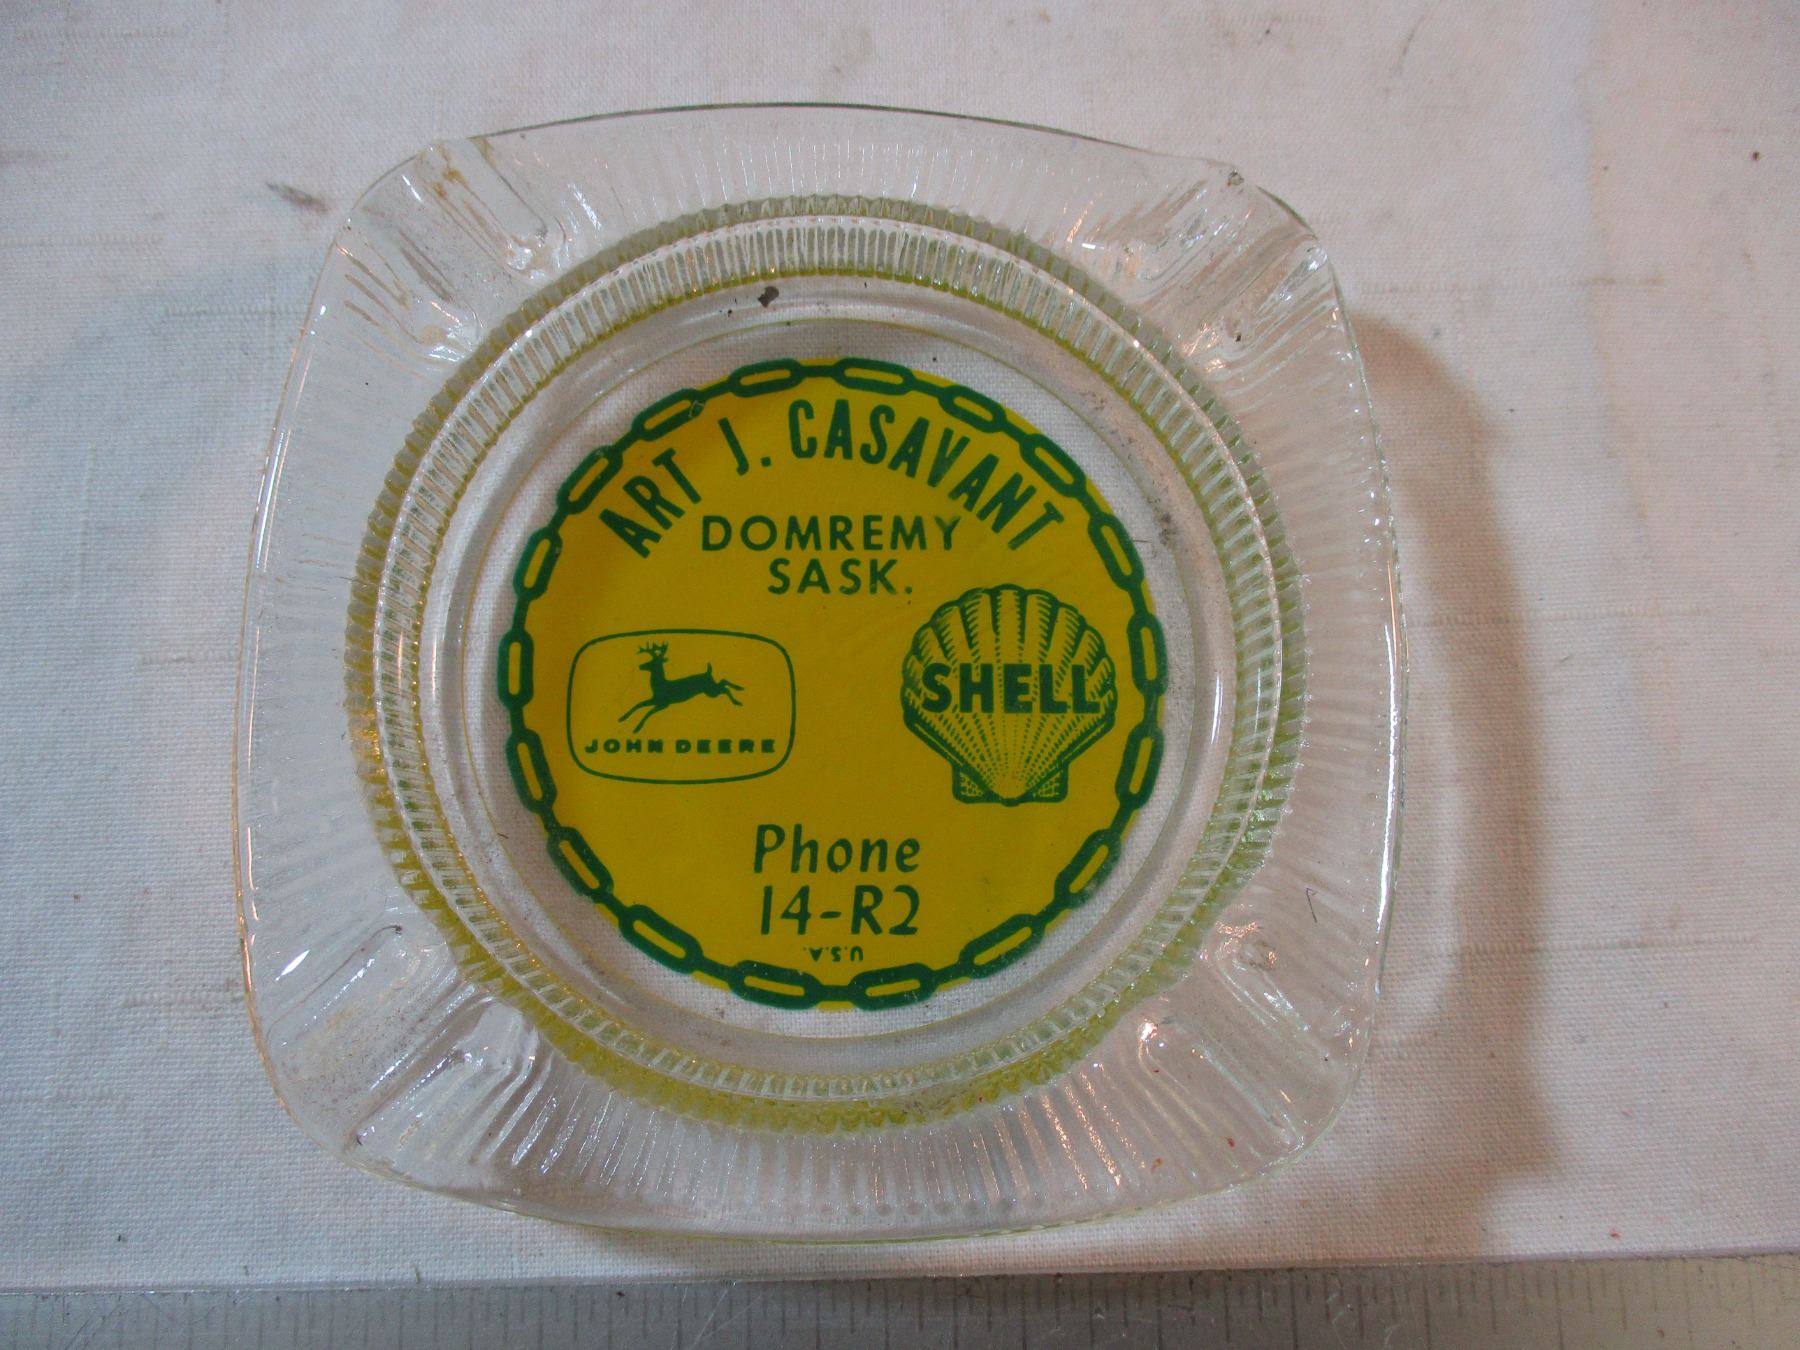 ART J. CASAVANT
DOMREMY
SASK.
JOHN DEERE
SHELL
Phone
14-R2
U.S.A.